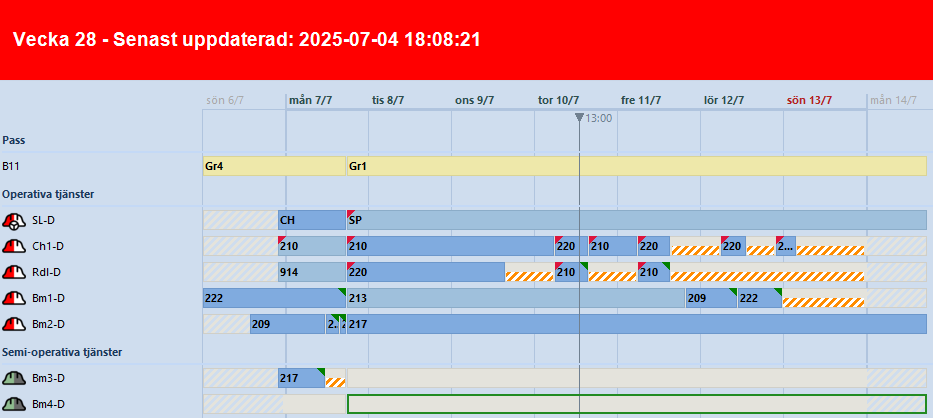 Vecka 28 - Senast uppdaterad: 2025-07-04 18:08:21
sön 6/7 mån 7/7 tis 8/7 ons 9/7 tor 10/7 fre 11/7 lör 12/7 sön 13/7 mån 14/7
13:00
Pass
B11 Gr4 Gr1
Operativa tjänster
SL-D CH SP
Ch1-D 210 210 220 210 220 220 2...
Rdl-D 914 220 210 210
Bm1-D 222 213 209 222
Bm2-D 209 2. 2 217
Semi-operativa tjänster
Bm3-D 217
Bm4-D